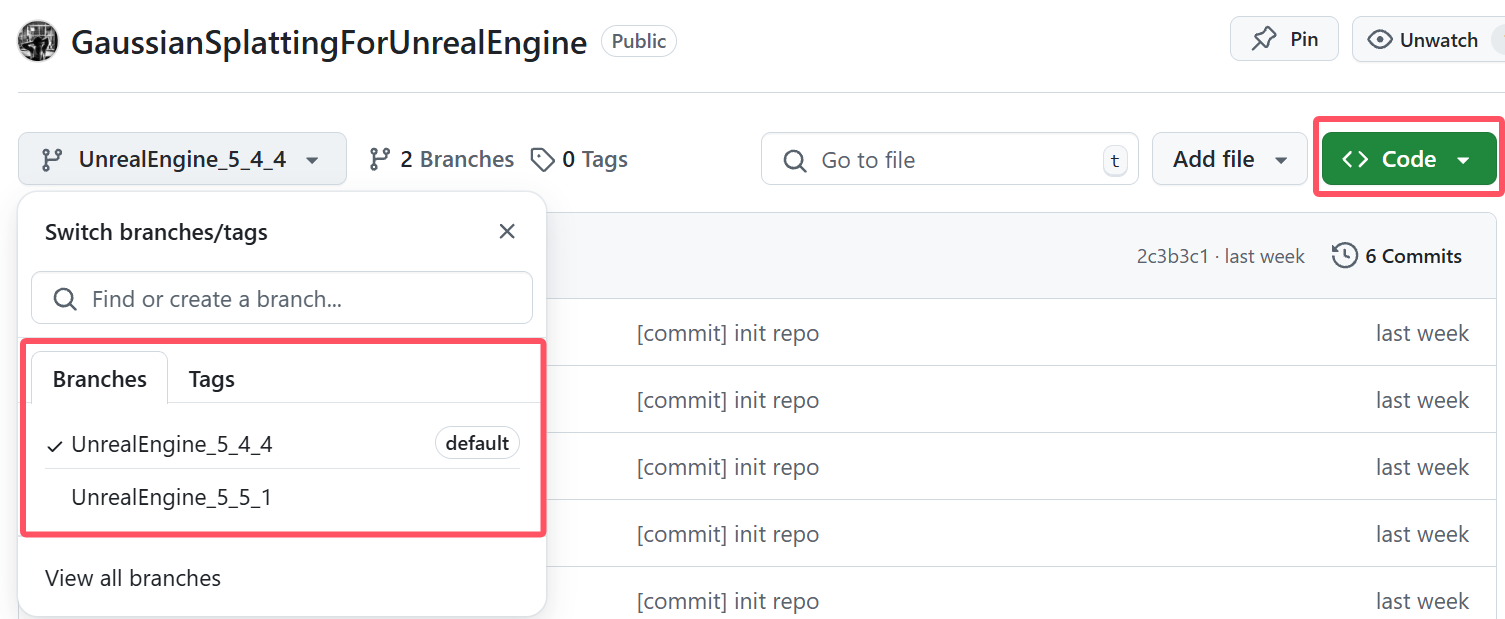 GaussianSplattingForUnrealEngine Public Pin Unwatch
UnrealEngine_5_4_4 2 Branches 0 Tags Go to file t Add file Code
Switch branches/tags
2c3b3c1 · last week 6 Commits
Find or create a branch...
[commit] init repo last week
Branches Tags
[commit] init repo last week
UnrealEngine_5_4_4 default
[commit] init repo last week
UnrealEngine_5_5_1
[commit] init repo last week
View all branches
[commit] init repo last week